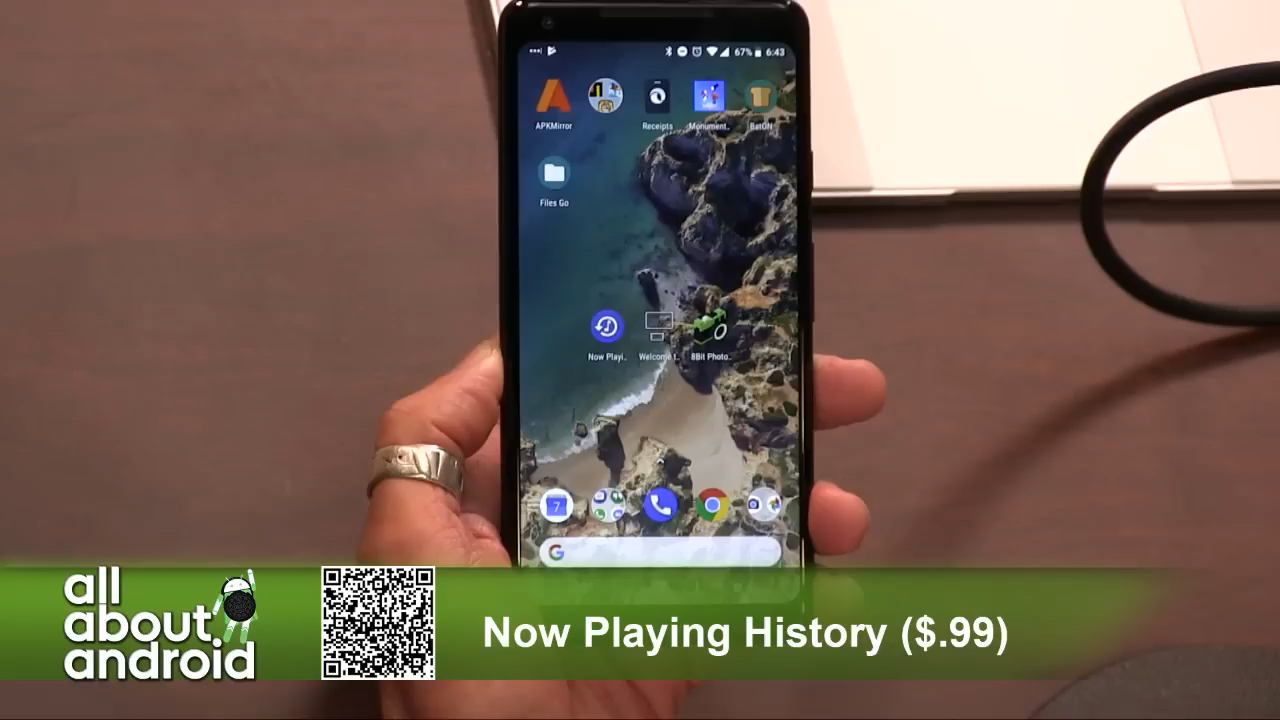 67% 6:43
APKMirror
Receipts
Monument..
BatON
Files Go
Now Playi..
Welcome t..
8Bit Photo..
7
G
all
about
android
Now Playing History ($.99)